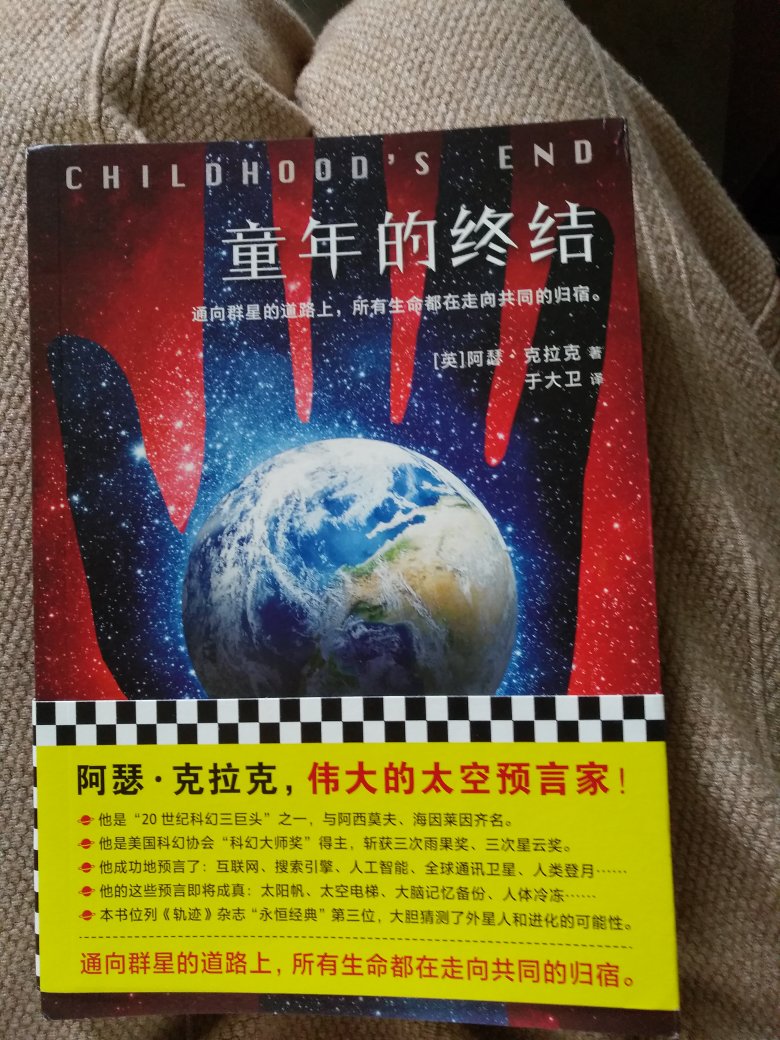 CHILDHOOD'S END
童年的终结
通向群星的道路上，所有生命都在走向共同的归宿。
[英]阿瑟·克拉克 著
于大卫 译
阿瑟·克拉克，伟大的太空预言家！
他是“20世纪科幻三巨头”之一，与阿西莫夫、海因莱因齐名。
他是美国科幻协会“科幻大师奖”得主，斩获三次雨果奖、三次星云奖。
他成功地预言了：互联网、搜索引擎、人工智能、全球通讯卫星、人类登月……
他的这些预言即将成真：太阳帆、太空电梯、大脑记忆备份、人体冷冻……
本书位列《轨迹》杂志“永恒经典”第三位，大胆猜测了外星人和进化的可能性。
通向群星的道路上，所有生命都在走向共同的归宿。